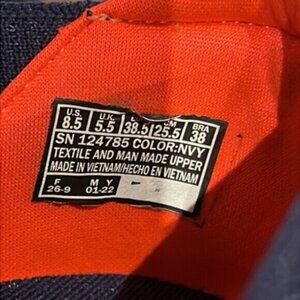 U.S. U.K. CM BRA
8.5 5.5 38.5 25.5 38
SN 124785 COLOR:NVY
TEXTILE AND MAN MADE UPPER
MADE IN VIETNAM/HECHO EN VIETNAM
F M Y
26-9 01-22